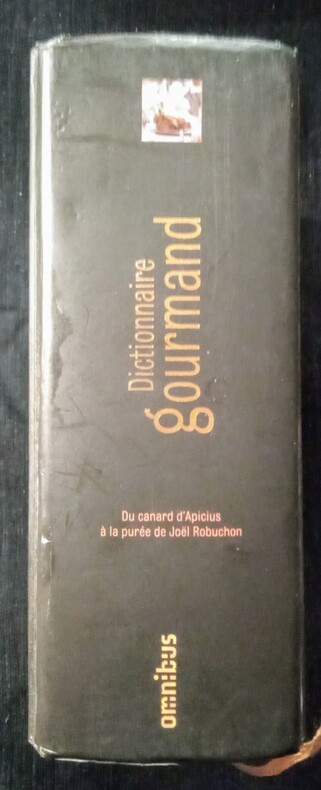 Dictionnaire
gourmand
Du canard d'Apicius
à la purée de Joël Robuchon
omnibus